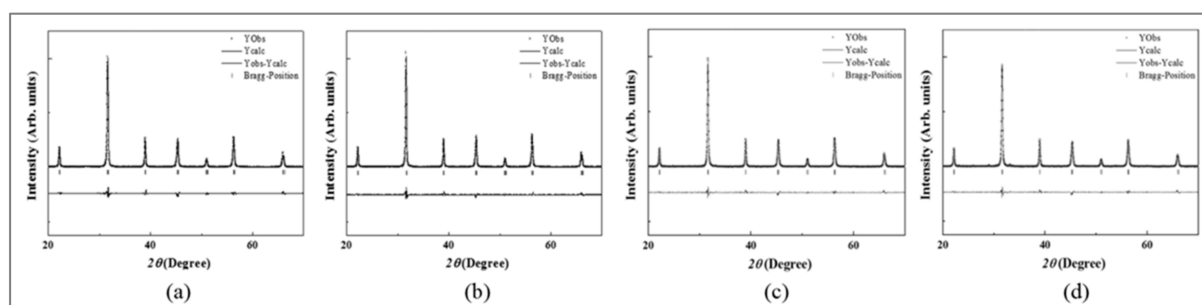 YObs
Ycalc
Yobs-Ycalc
Bragg-Position
Intensity (Arb. units)
20 40 60
2θ(Degree)
(a)
YObs
Ycalc
Yobs-Ycalc
Bragg-Position
Intensity (Arb. units)
20 40 60
2θ(Degree)
(b)
YObs
Ycalc
Yobs-Ycalc
Bragg-Position
Intensity (Arb. units)
20 40 60
2θ(Degree)
(c)
YObs
Ycalc
Yobs-Ycalc
Bragg-Position
Intensity (Arb. units)
20 40 60
2θ(Degree)
(d)